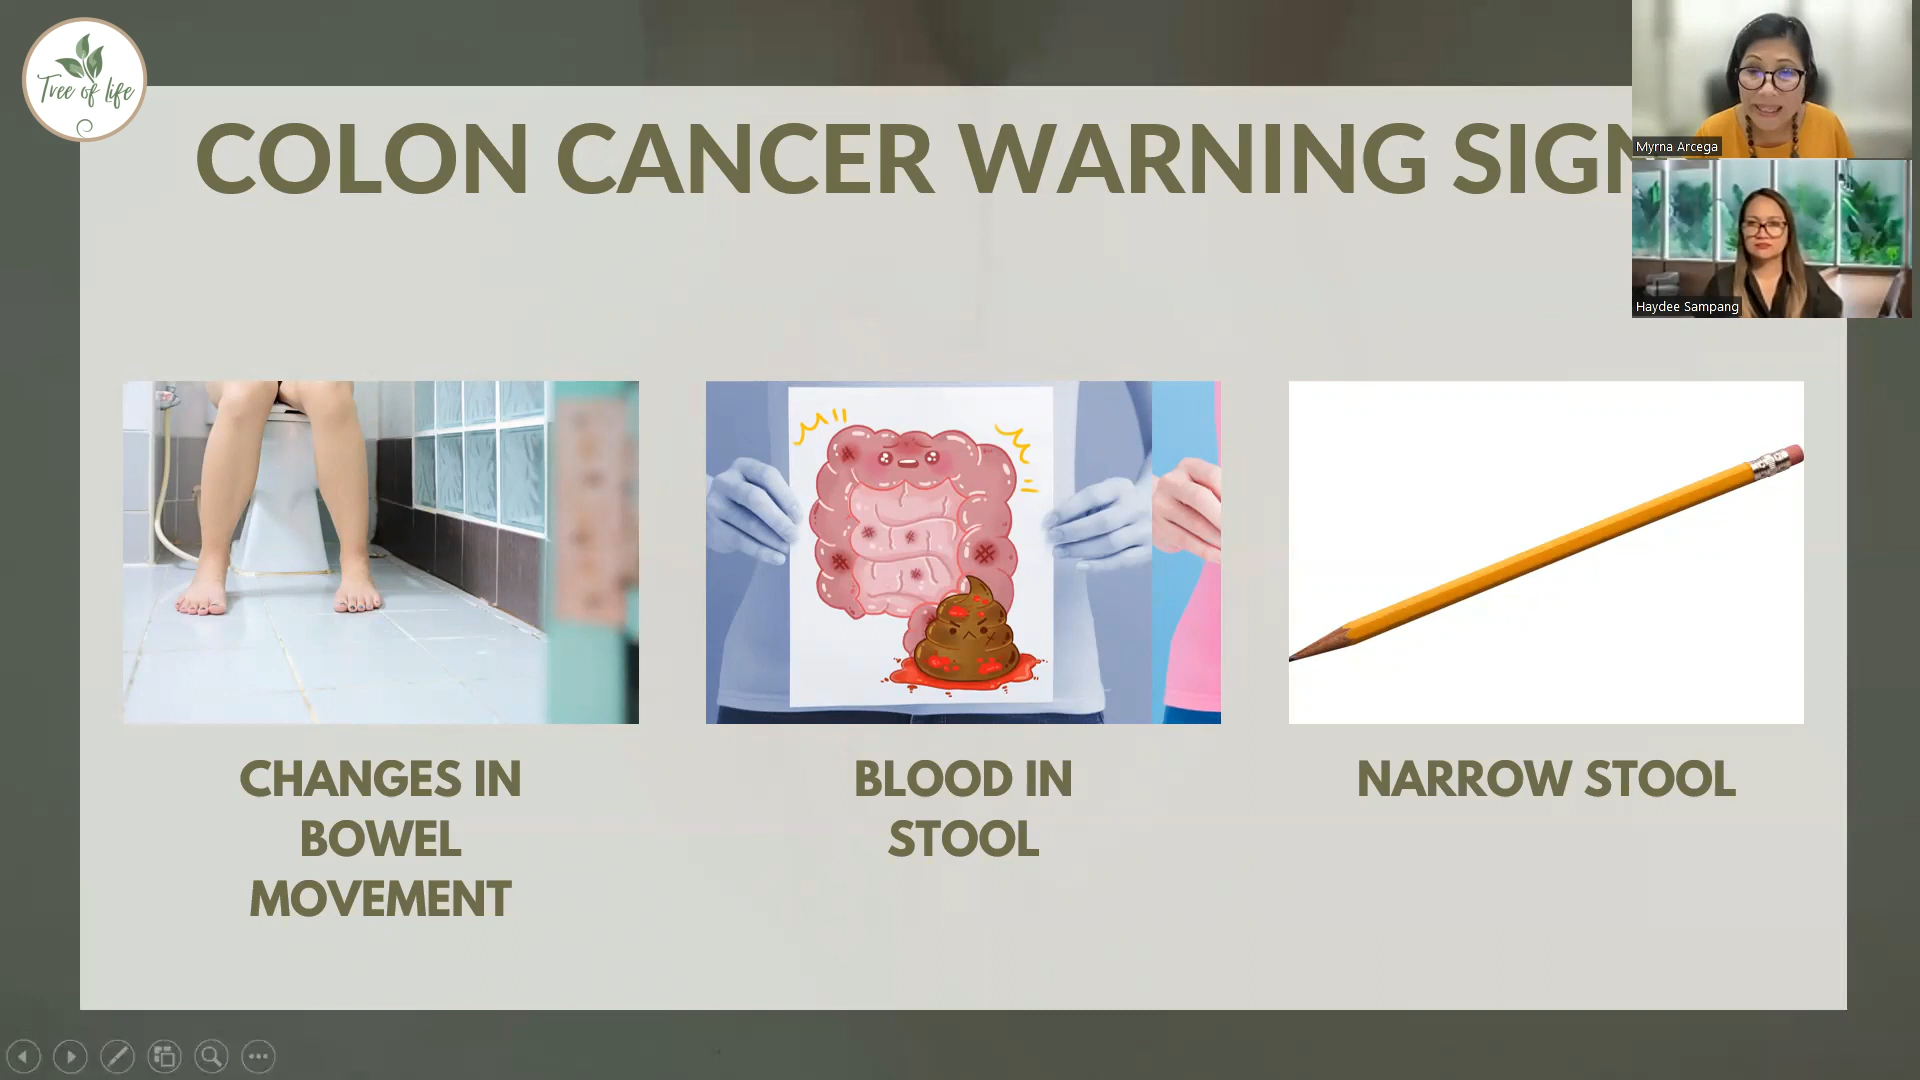 Tree of life
COLON CANCER WARNING SIGN
Myrna Arcega
Haydee Sampang
CHANGES IN
BOWEL
MOVEMENT
BLOOD IN
STOOL
NARROW STOOL